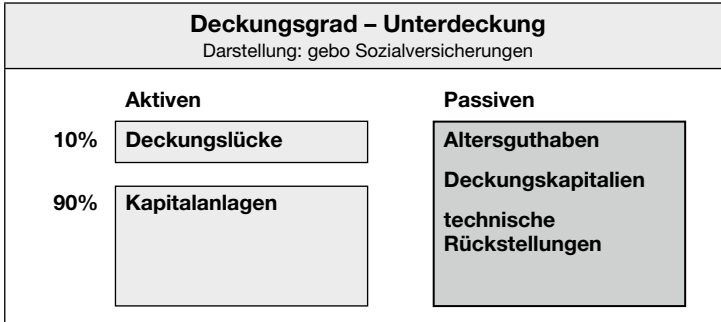 Deckungsgrad – Unterdeckung
Darstellung: gebo Sozialversicherungen
Aktiven
Passiven
10%
Deckungslücke
90%
Kapitalanlagen
Altersguthaben
Deckungskapitalien
technische
Rückstellungen